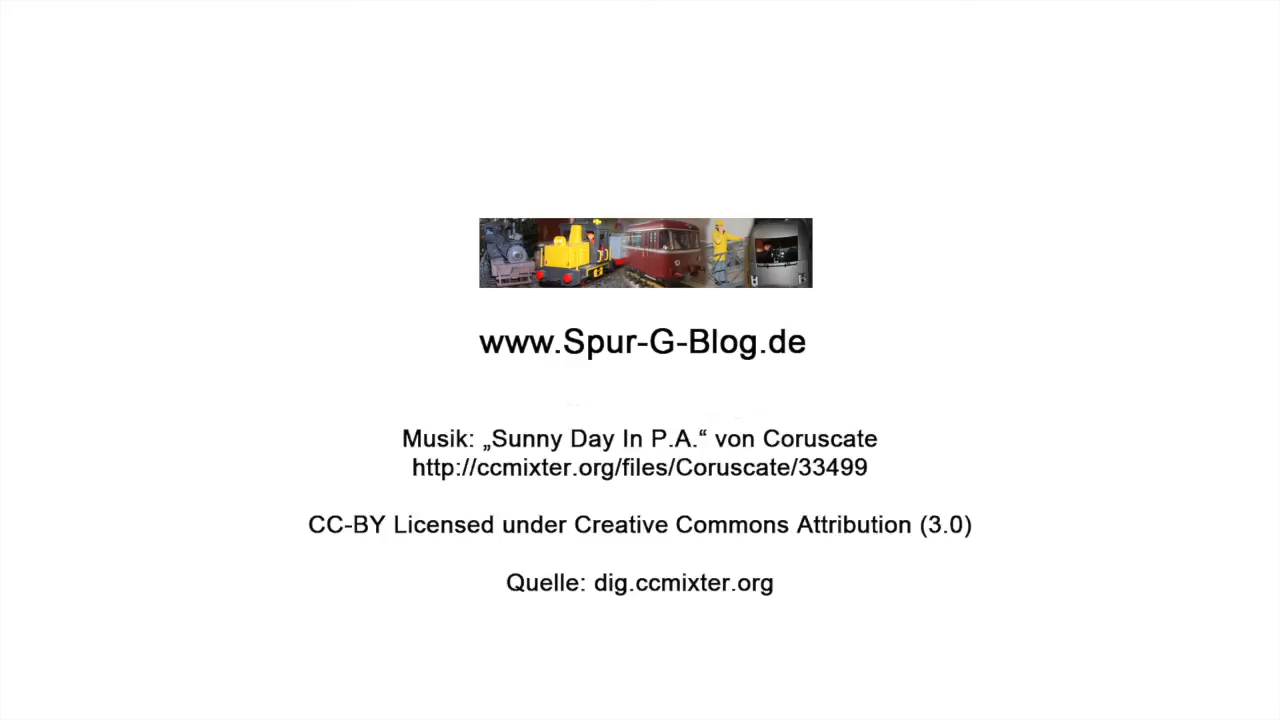 www.Spur-G-Blog.de
Musik: „Sunny Day In P.A.“ von Coruscate
http://ccmixter.org/files/Coruscate/33499
CC-BY Licensed under Creative Commons Attribution (3.0)
Quelle: dig.ccmixter.org